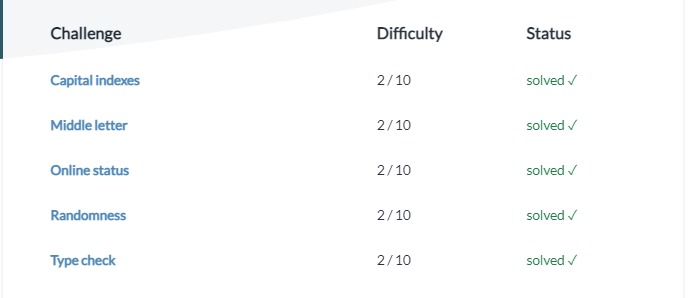 Challenge Difficulty Status
Capital indexes 2 / 10 solved ✓
Middle letter 2 / 10 solved ✓
Online status 2 / 10 solved ✓
Randomness 2 / 10 solved ✓
Type check 2 / 10 solved ✓